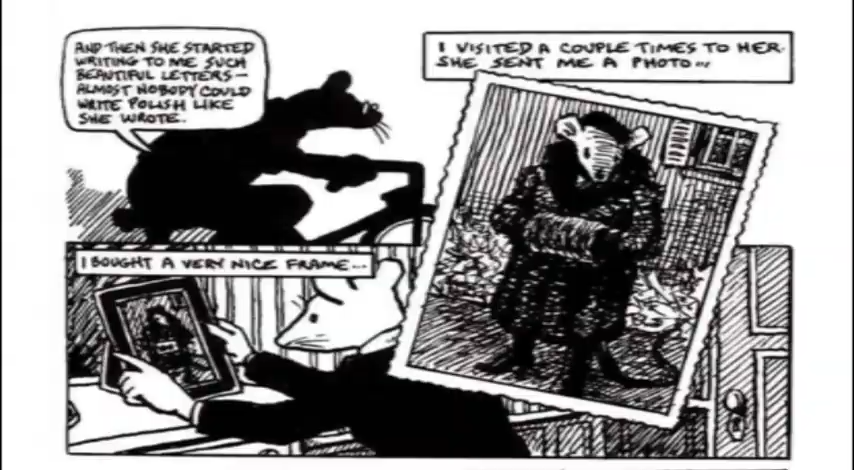 AND THEN SHE STARTED
WRITING TO ME SUCH
BEAUTIFUL LETTERS—
ALMOST NOBODY COULD
WRITE POLISH LIKE
SHE WROTE.
I VISITED A COUPLE TIMES TO HER.
SHE SENT ME A PHOTO...
I BOUGHT A VERY NICE FRAME...